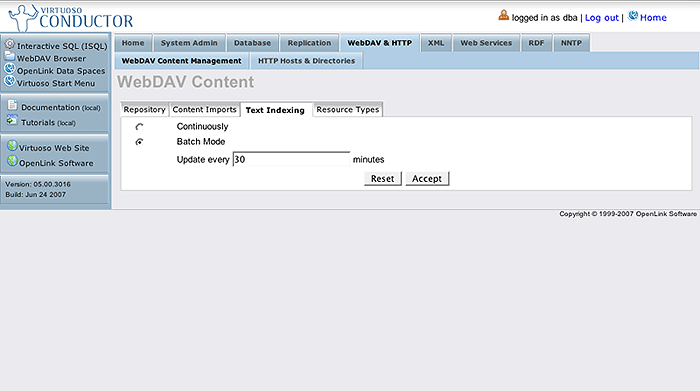 VIRTUOSO
CONDUCTOR
logged in as dba | Log out | Home
Interactive SQL (ISQL)
WebDAV Browser
OpenLink Data Spaces
Virtuoso Start Menu
Documentation (local)
Tutorials (local)
Virtuoso Web Site
OpenLink Software
Version: 05.00.3016
Build: Jun 24 2007
Home System Admin Database Replication WebDAV & HTTP XML Web Services RDF NNTP
WebDAV Content Management HTTP Hosts & Directories
WebDAV Content
Repository Content Imports Text Indexing Resource Types
Continuously
Batch Mode
Update every 30 minutes
Reset Accept
Copyright © 1999-2007 OpenLink Software